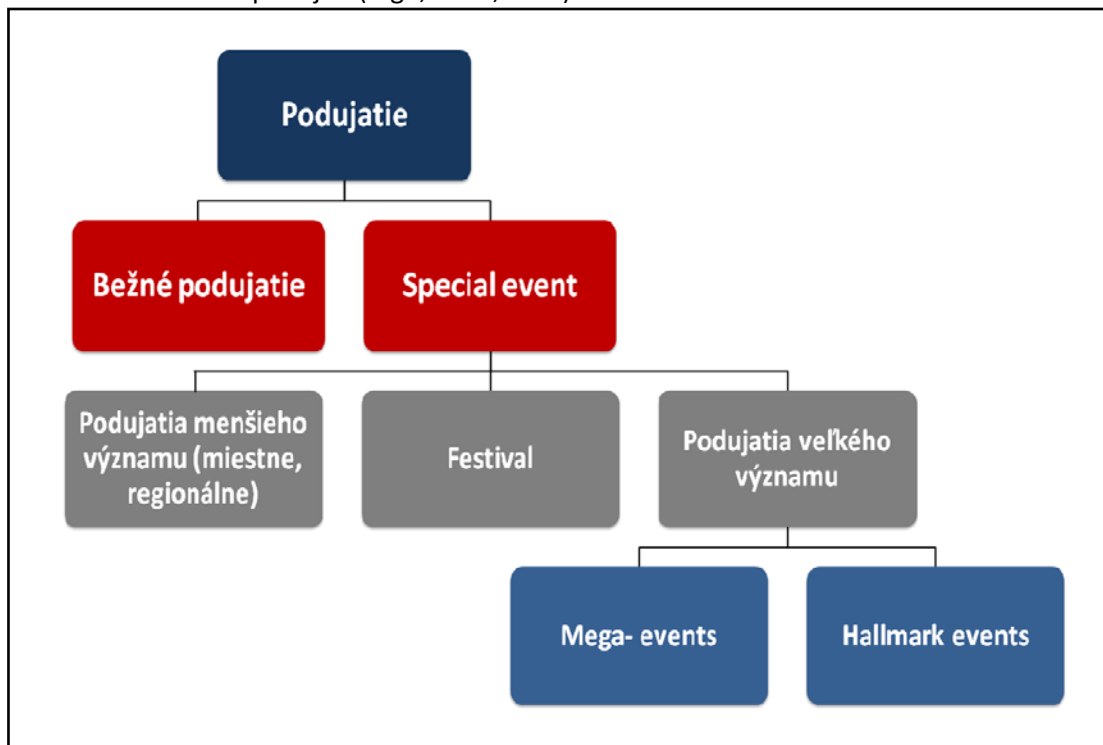 Podujatie
Bežné podujatie
Special event
Podujatia menšieho
významu (miestne,
regionálne)
Festival
Podujatia veľkého
významu
Mega- events
Hallmark events